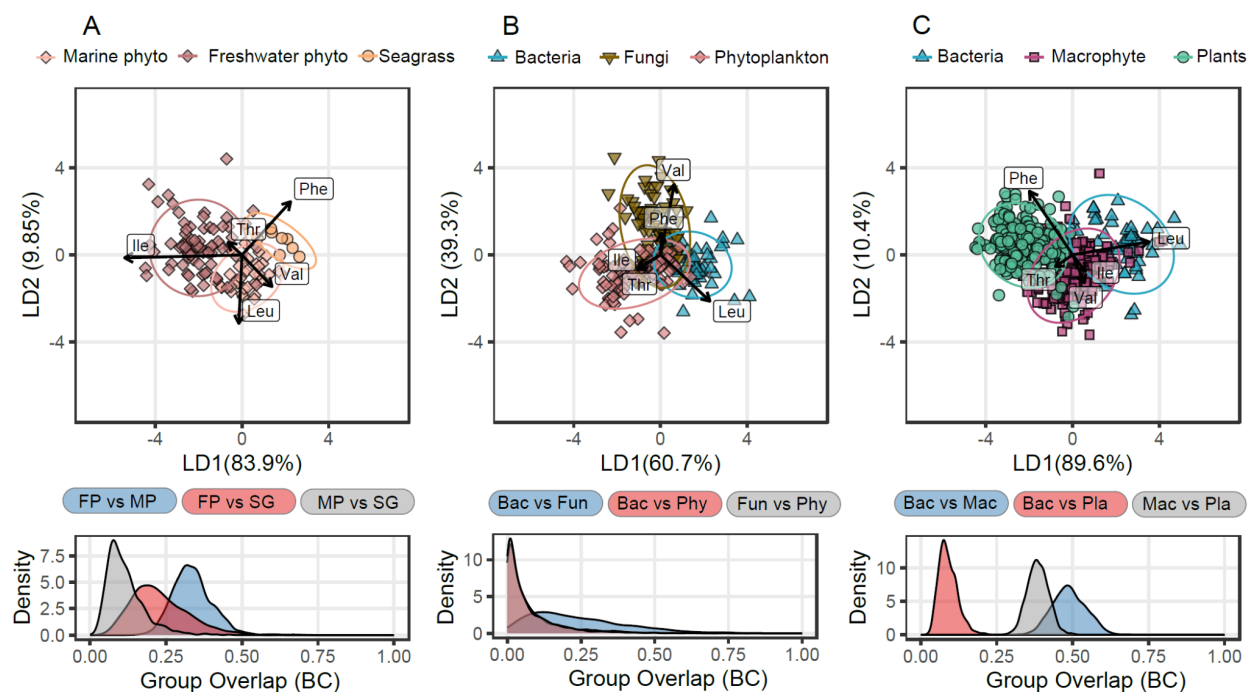 A
Marine phyto Freshwater phyto Seagrass
LD2 (9.85%)
4
0
-4
Phe
Thr
Ile
Val
Leu
-4 0 4
LD1(83.9%)
FP vs MP FP vs SG MP vs SG
Density
7.5
5.0
2.5
0.0
0.00 0.25 0.50 0.75 1.00
Group Overlap (BC)
B
Bacteria Fungi Phytoplankton
LD2 (39.3%)
4
0
-4
Val
Phe
Ile
Thr
Leu
-4 0 4
LD1(60.7%)
Bac vs Fun Bac vs Phy Fun vs Phy
Density
10
5
0
0.00 0.25 0.50 0.75 1.00
Group Overlap (BC)
C
Bacteria Macrophyte Plants
LD2 (10.4%)
4
0
-4
Phe
Leu
Ile
Thr
Val
-4 0 4
LD1(89.6%)
Bac vs Mac Bac vs Pla Mac vs Pla
Density
10
5
0
0.00 0.25 0.50 0.75 1.00
Group Overlap (BC)